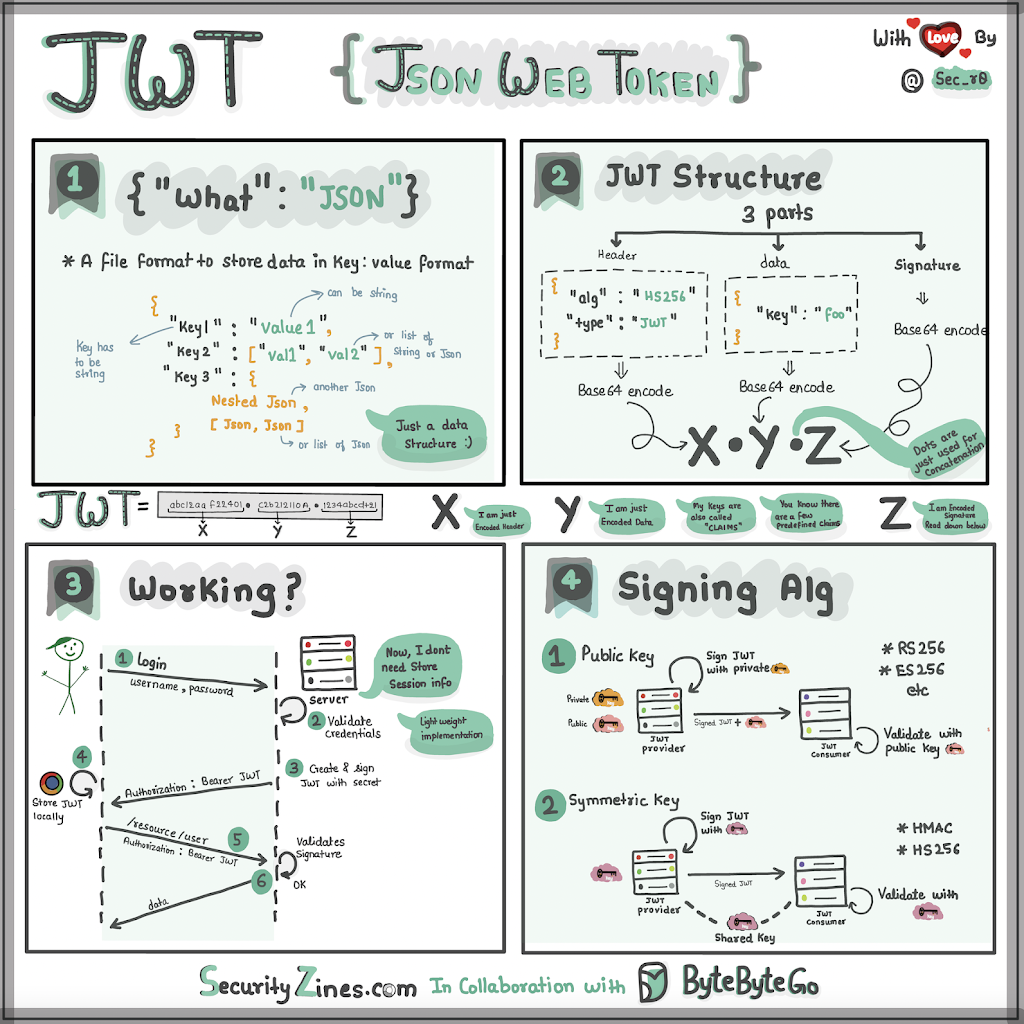 JWT
{ JSON WEB TOKEN }
With LOVE By
@ Sec_r0
1
{ "What": "JSON" }
* A file format to store data in Key: value format
{
can be string
"Key1" : "value1",
Key has
to be
string
"Key 2" : ["val1", "val2"],
or list of
string or Json
"Key 3" : {
another Json
Nested Json,
[ Json, Json ]
}
or list of Json
}
Just a data
Structure :)
2
JWT Structure
3 parts
Header
data
Signature
{
"alg" : "HS256"
"type" : "JWT"
}
{
"key" : "foo"
}
Base64 encode
Base64 encode
Base64 encode
X.Y.Z
Dots are
just used for
concatenation
JWT =
abc12aa f22401 . C2b212110A . 1234abcd+21
X Y Z
X
I am just
Encoded Header
Y
I am just
Encoded Data
My Keys are
also called
"CLAIMS"
You know there
are a few
predefined claims
Z
I am Encoded
Signature
Read down below
3
Working?
1 Login
username, password
SERVER
Now, I dont
need Store
Session info
2 Validate
Credentials
Light weight
implementation
3 Create & sign
JWT with secret
4
Authorization : Bearer JWT
Store JWT
locally
/resource/user
5
Authorization : Bearer JWT
Validates
Signature
6
OK
data
4
Signing Alg
1 Public Key
Sign JWT
with private
* RS256
* ES256
etc
Private
Public
Signed JWT +
JWT
provider
JWT
Consumer
Validate with
public Key
2 Symmetric Key
Sign JWT
with
* HMAC
* HS256
Signed JWT
JWT
provider
JWT
Consumer
Validate with
Shared Key
SecurityZines.com In Collaboration with ByteByteGo